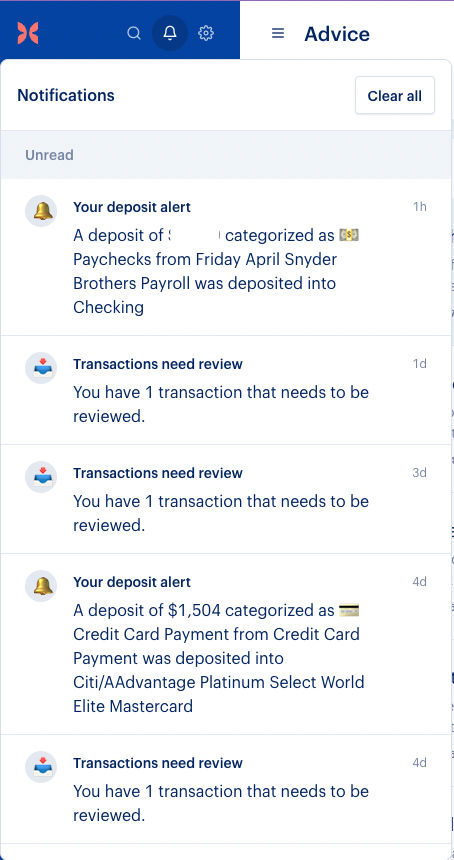 Advice
Notifications
Clear all
Unread
Your deposit alert
1h
A deposit of $ categorized as
Paychecks from Friday April Snyder
Brothers Payroll was deposited into
Checking
Transactions need review
1d
You have 1 transaction that needs to be
reviewed.
Transactions need review
3d
You have 1 transaction that needs to be
reviewed.
Your deposit alert
4d
A deposit of $1,504 categorized as
Credit Card Payment from Credit Card
Payment was deposited into
Citi/AAdvantage Platinum Select World
Elite Mastercard
Transactions need review
4d
You have 1 transaction that needs to be
reviewed.